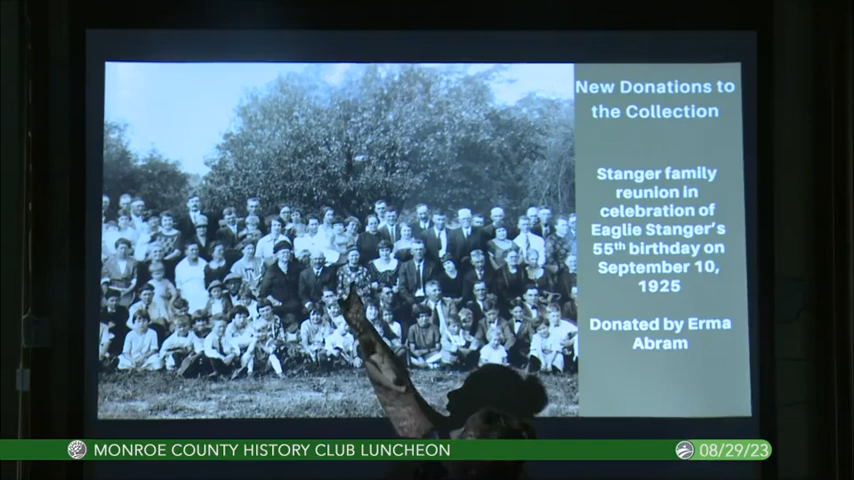 New Donations to
the Collection
Stanger family
reunion in
celebration of
Eaglie Stanger's
55th birthday on
September 10,
1925
Donated by Erma
Abram
MONROE COUNTY HISTORY CLUB LUNCHEON
08/29/23